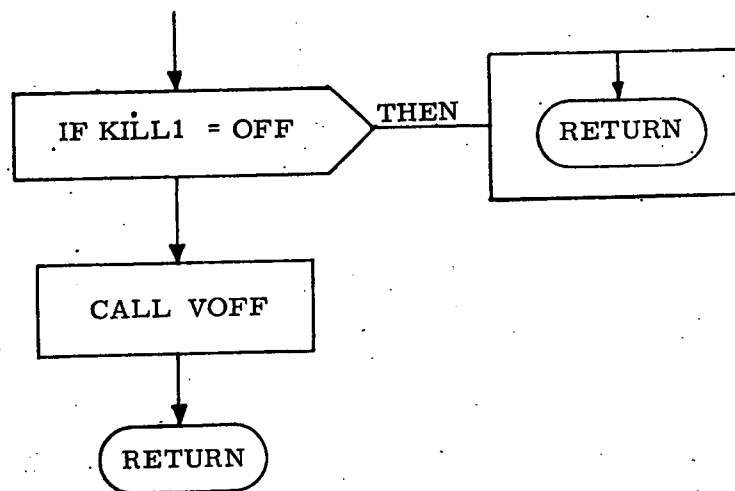 IF KILL1 = OFF
THEN
RETURN
CALL VOFF
RETURN